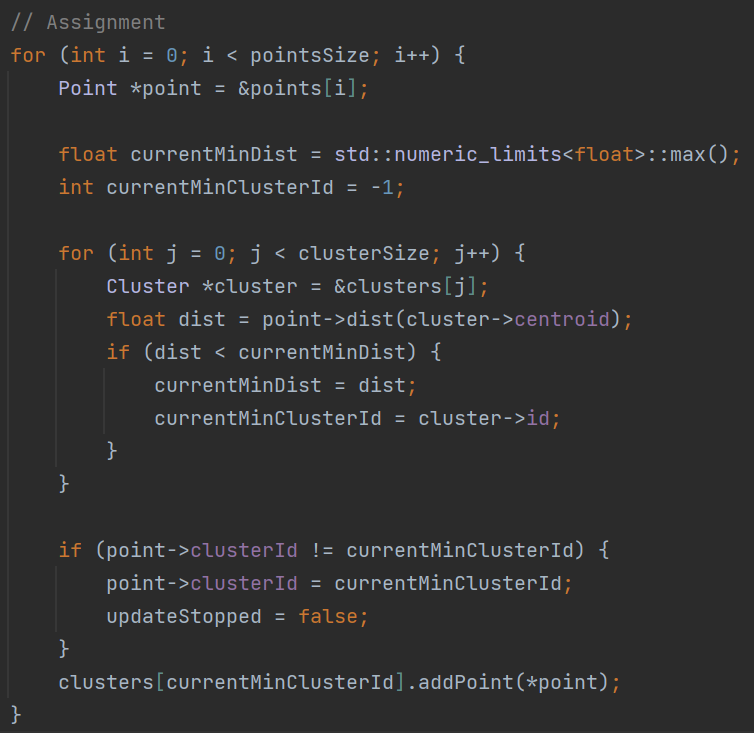 // Assignment
for (int i = 0; i < pointsSize; i++) {
    Point *point = &points[i];

    float currentMinDist = std::numeric_limits<float>::max();
    int currentMinClusterId = -1;

    for (int j = 0; j < clusterSize; j++) {
        Cluster *cluster = &clusters[j];
        float dist = point->dist(cluster->centroid);
        if (dist < currentMinDist) {
            currentMinDist = dist;
            currentMinClusterId = cluster->id;
        }
    }

    if (point->clusterId != currentMinClusterId) {
        point->clusterId = currentMinClusterId;
        updateStopped = false;
    }
    clusters[currentMinClusterId].addPoint(*point);
}